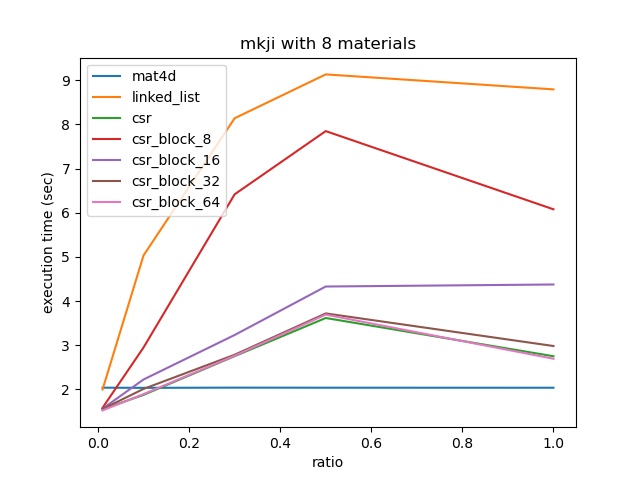 mkji with 8 materials
mat4d
linked_list
csr
csr_block_8
csr_block_16
csr_block_32
csr_block_64
execution time (sec)
9
8
7
6
5
4
3
2
0.0 0.2 0.4 0.6 0.8 1.0
ratio